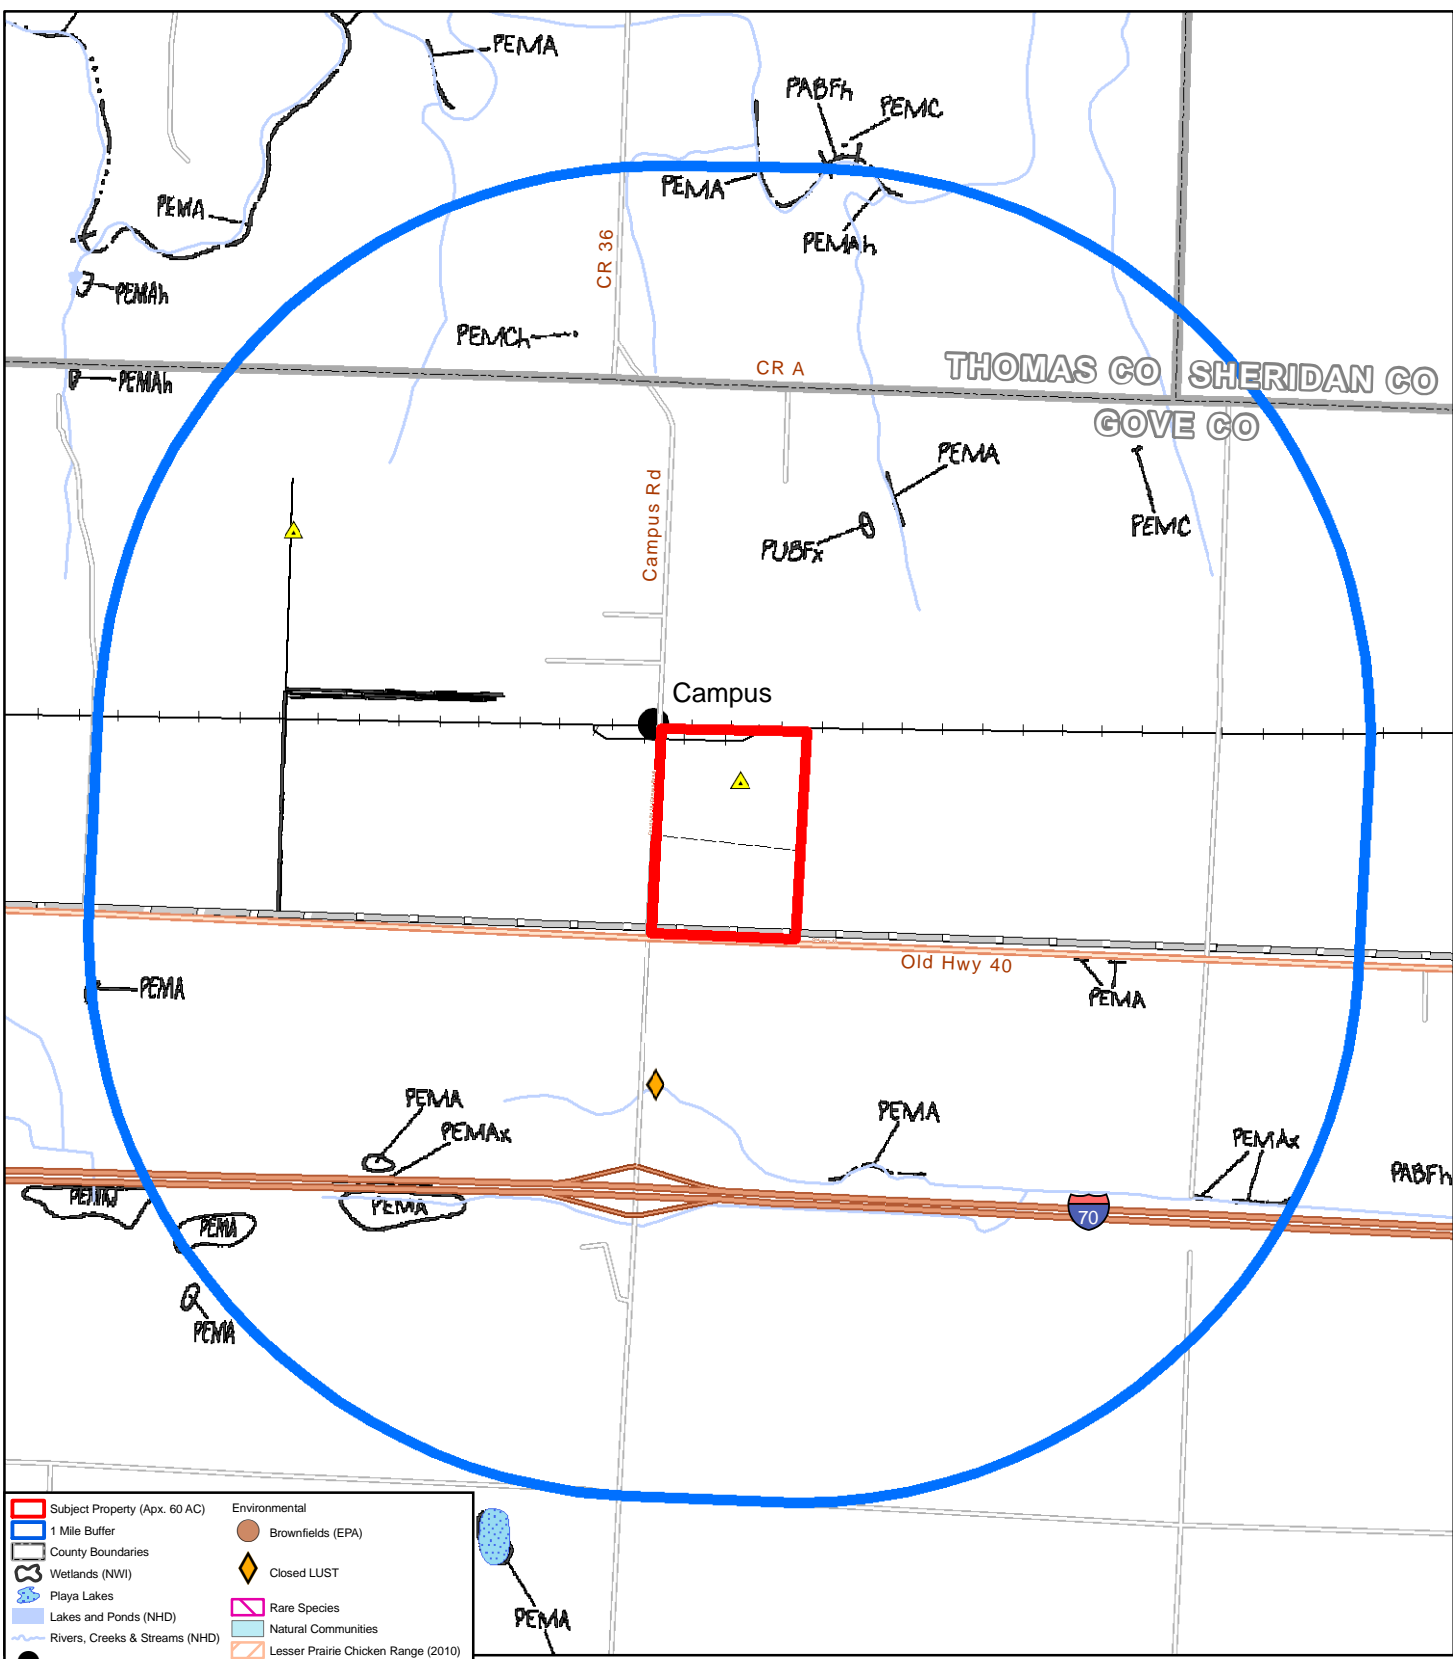 PEMA
PABFh
PEMC
PEMA
PEMA
PEMAh
CR 36
PEMAh
PEMCh
CR A
THOMAS CO
SHERIDAN CO
PEMAh
GOVE CO
PEMA
Campus Rd
PEMC
PUBFx
Campus
Old Hwy 40
PEMA
PEMA
PEMA
PEMA
PEMAx
PEMAx
PABFh
PEMA
PEMA
70
PEMA
PEMA
Subject Property (Apx. 60 AC)
1 Mile Buffer
County Boundaries
Wetlands (NWI)
Playa Lakes
Lakes and Ponds (NHD)
Rivers, Creeks & Streams (NHD)
Environmental
Brownfields (EPA)
Closed LUST
Rare Species
Natural Communities
Lesser Prairie Chicken Range (2010)